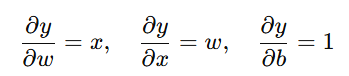 ∂y/∂w = x, ∂y/∂x = w, ∂y/∂b = 1